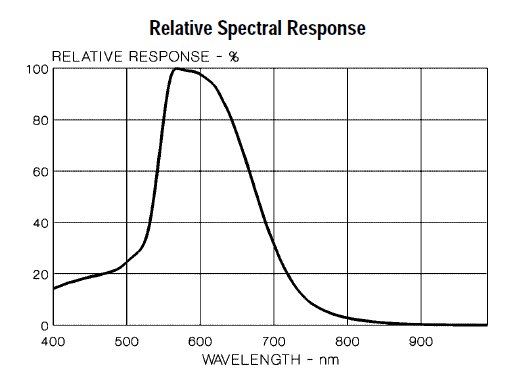 Relative Spectral Response
RELATIVE RESPONSE - %
100
80
60
40
20
0
400 500 600 700 800 900
WAVELENGTH - nm